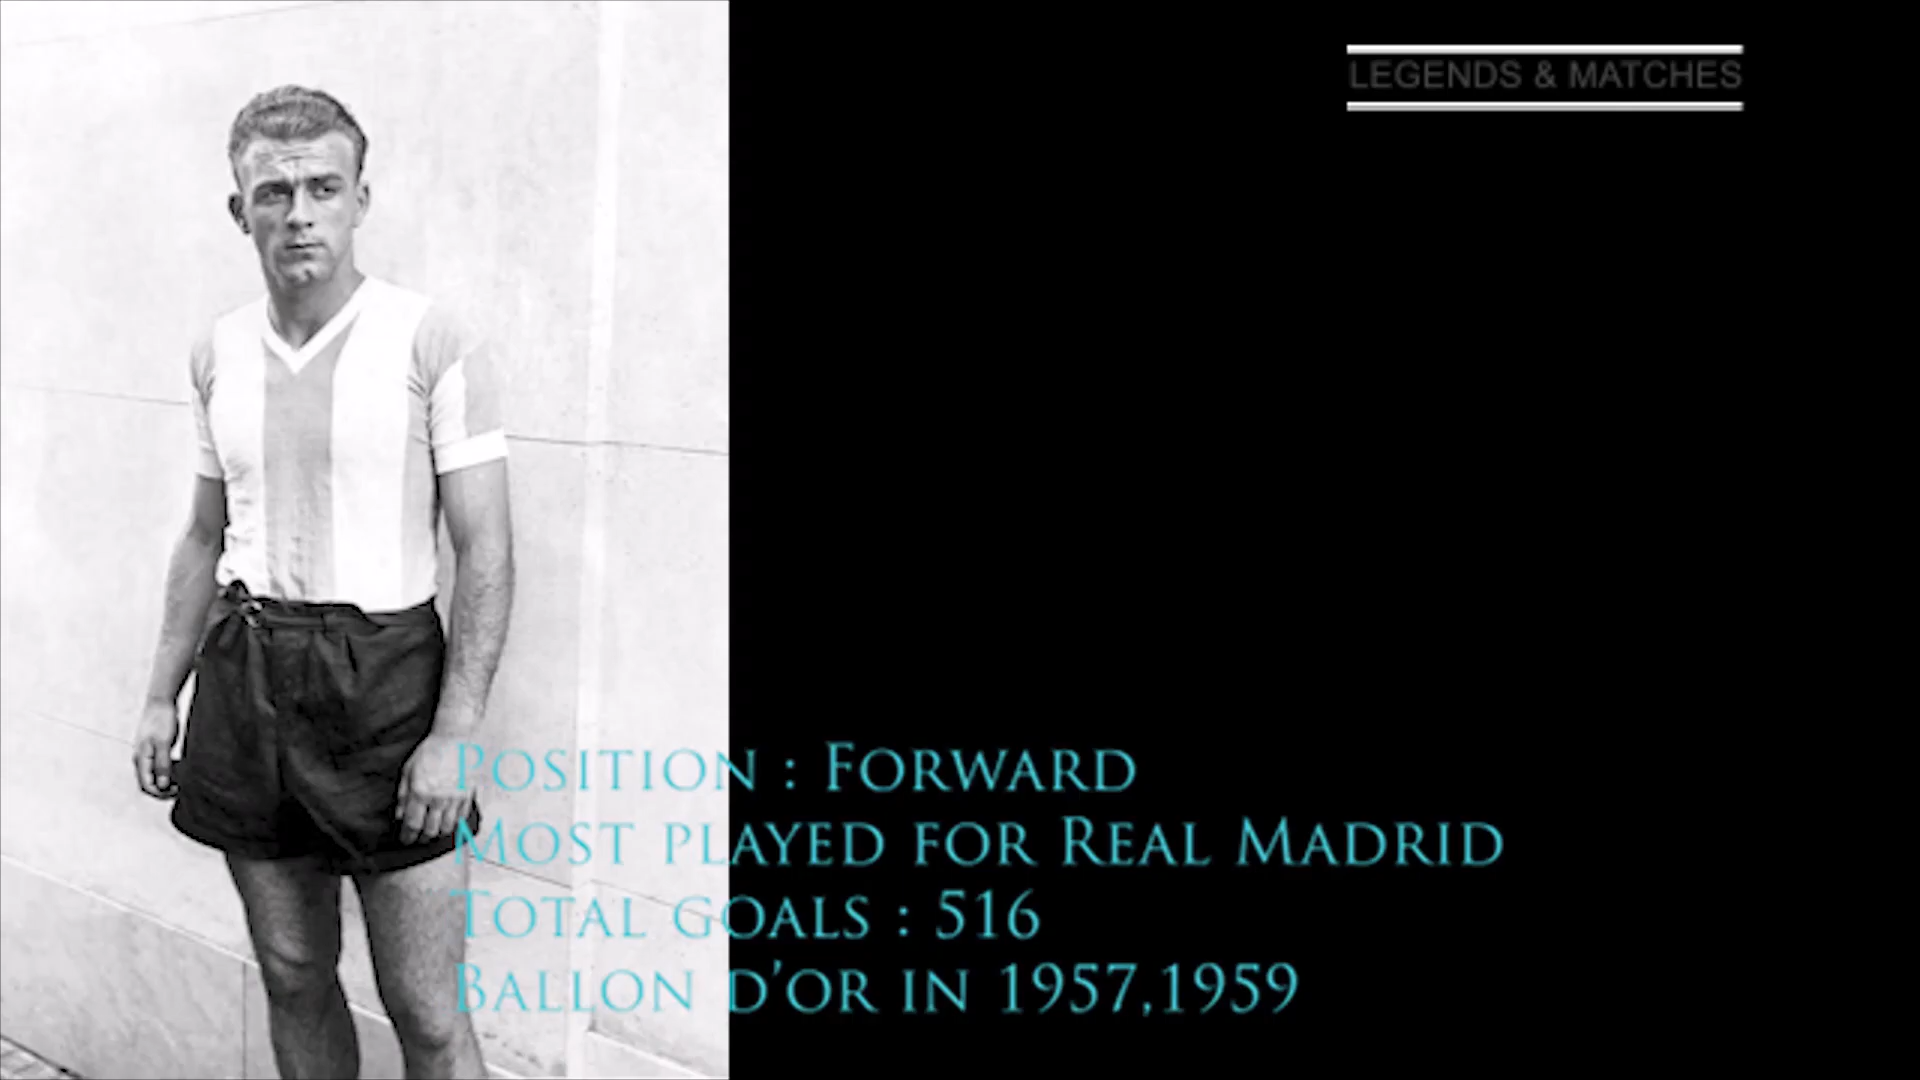 LEGENDS & MATCHES
Position : Forward
Most played for Real Madrid
Total goals : 516
Ballon d'or in 1957,1959